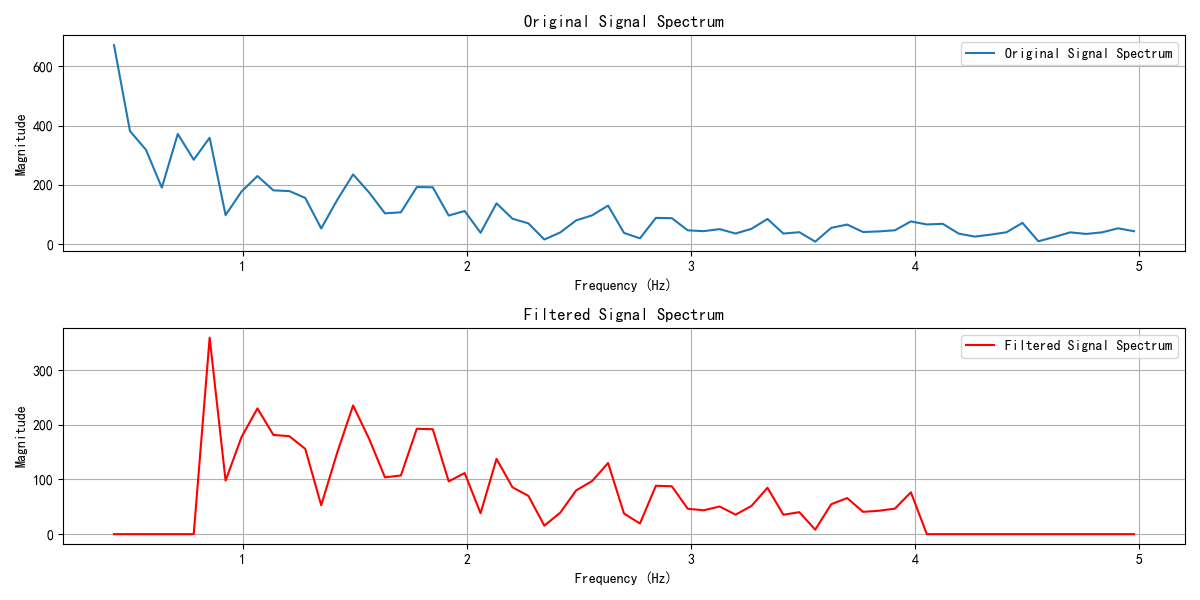 Original Signal Spectrum
Original Signal Spectrum
Magnitude
600
400
200
0
1
2
3
4
5
Frequency (Hz)
Filtered Signal Spectrum
Filtered Signal Spectrum
Magnitude
300
200
100
0
1
2
3
4
5
Frequency (Hz)